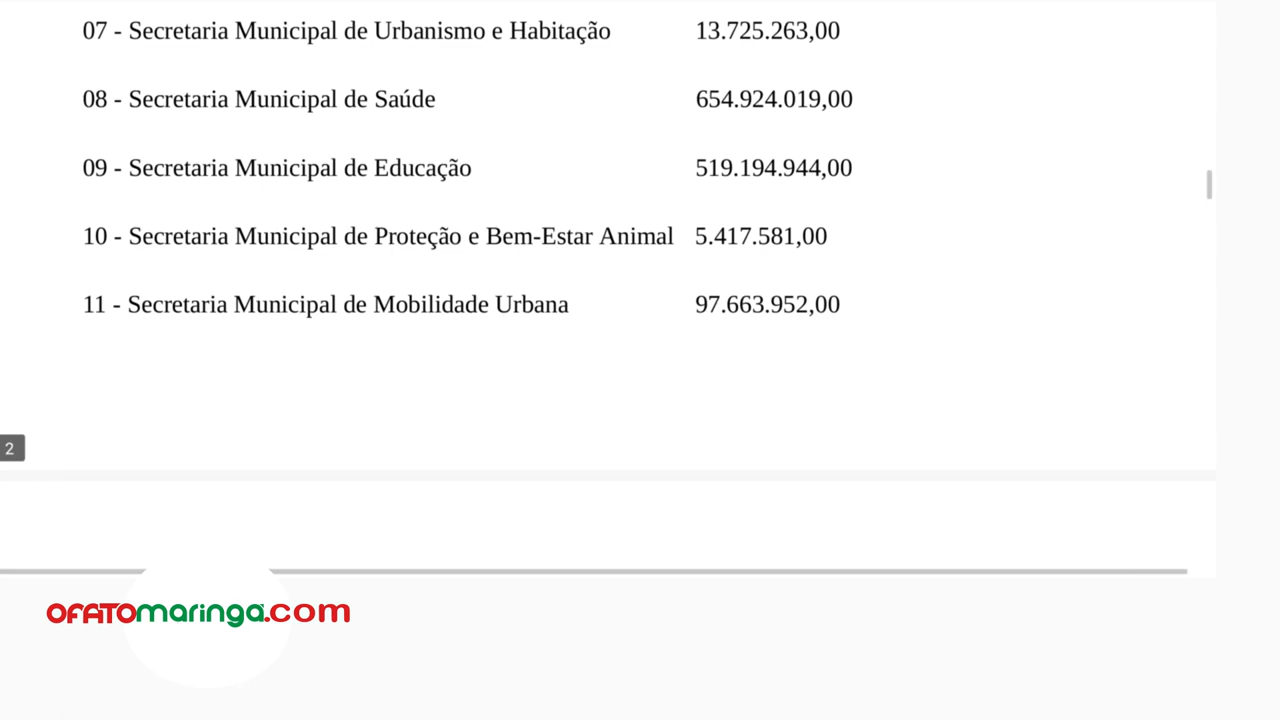 07 - Secretaria Municipal de Urbanismo e Habitação 13.725.263,00
08 - Secretaria Municipal de Saúde 654.924.019,00
09 - Secretaria Municipal de Educação 519.194.944,00
10 - Secretaria Municipal de Proteção e Bem-Estar Animal 5.417.581,00
11 - Secretaria Municipal de Mobilidade Urbana 97.663.952,00
2
OFATOmaringa.com